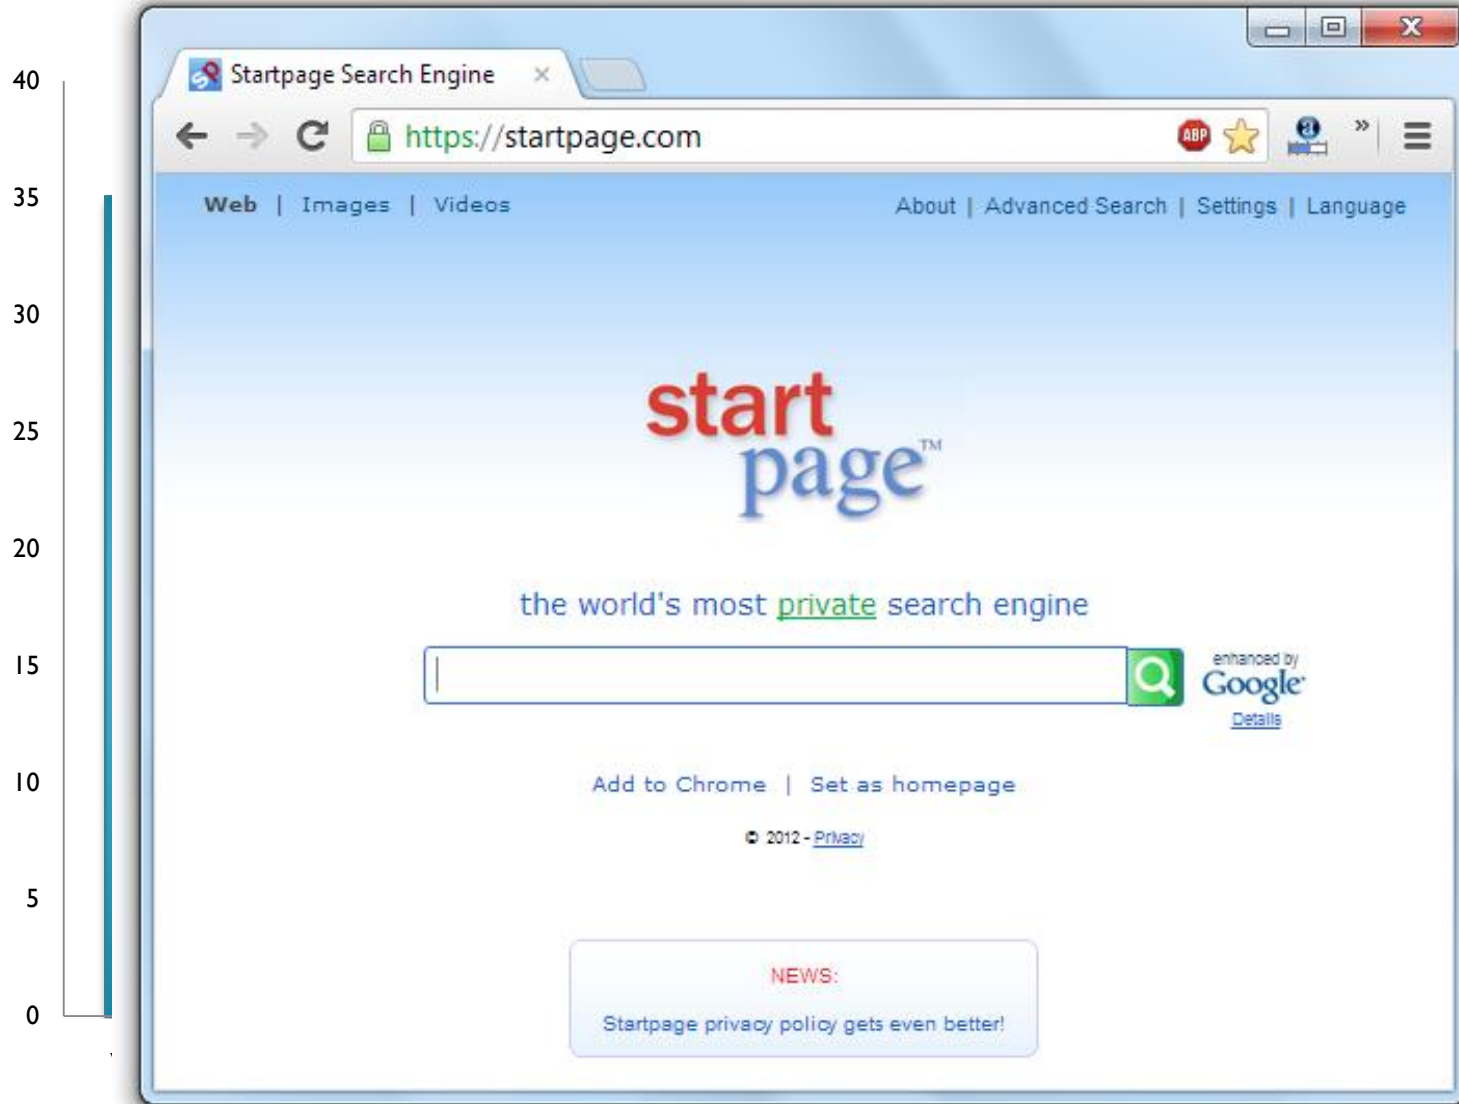 40
35
30
25
20
15
10
5
0
Startpage Search Engine
https://startpage.com
ABP
Web | Images | Videos
About | Advanced Search | Settings | Language
start
page™
the world's most private search engine
enhanced by
Google
Details
Add to Chrome | Set as homepage
© 2012 - Privacy
NEWS:
Startpage privacy policy gets even better!